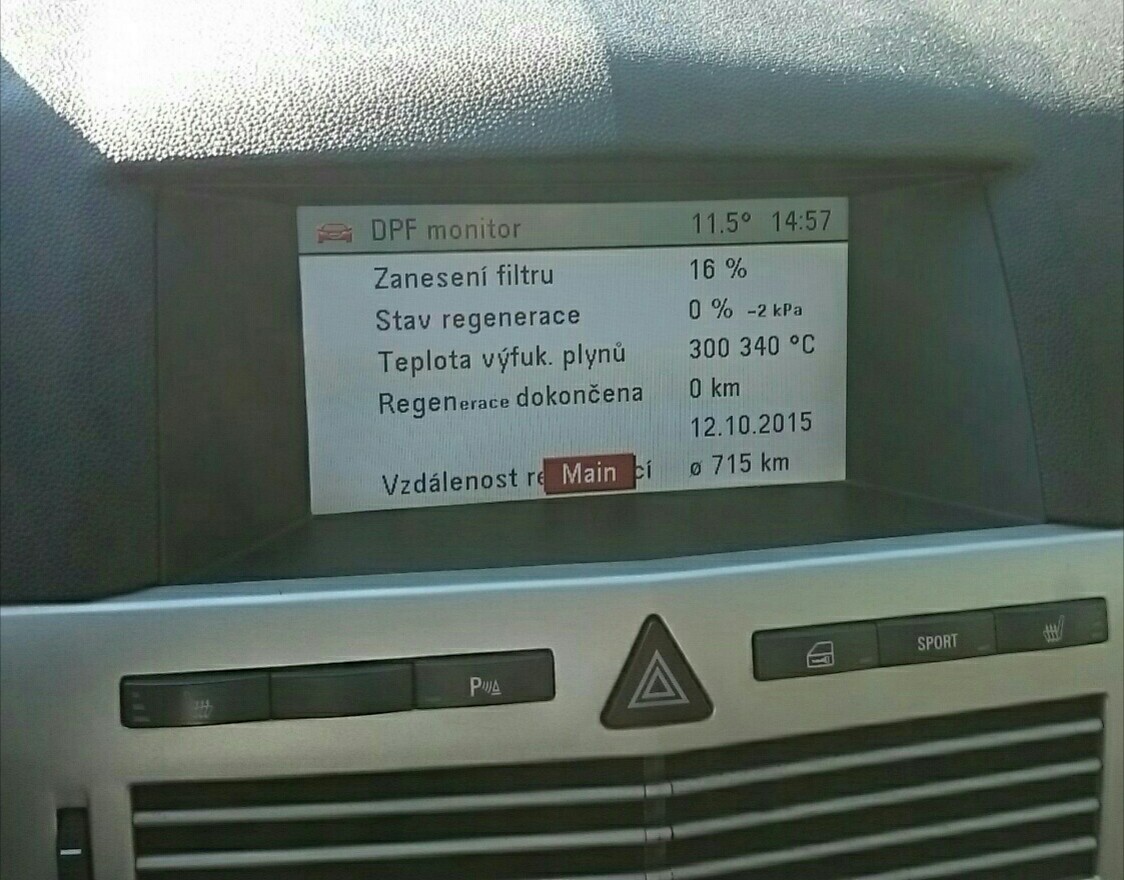 DPF monitor 11.5° 14:57
Zanesení filtru 16 %
Stav regenerace 0 % -2 kPa
Teplota výfuk. plynů 300 340 °C
Regenerace dokončena 0 km
12.10.2015
Vzdálenost ø 715 km
Main
P
SPORT